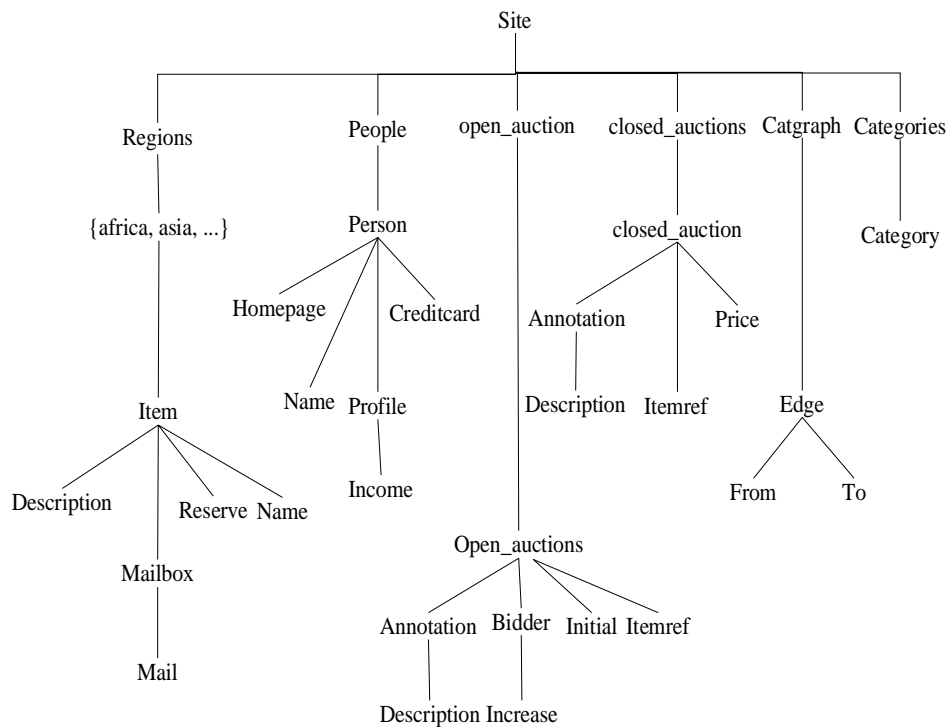 Site
Regions
People
open_auction
closed_auctions
Catgraph
Categories
{africa, asia, ...}
Person
closed_auction
Category
Homepage
Creditcard
Annotation
Price
Name
Profile
Description
Itemref
Edge
Item
Income
From
To
Description
Reserve
Name
Open_auctions
Mailbox
Annotation
Bidder
Initial
Itemref
Mail
Description
Increase